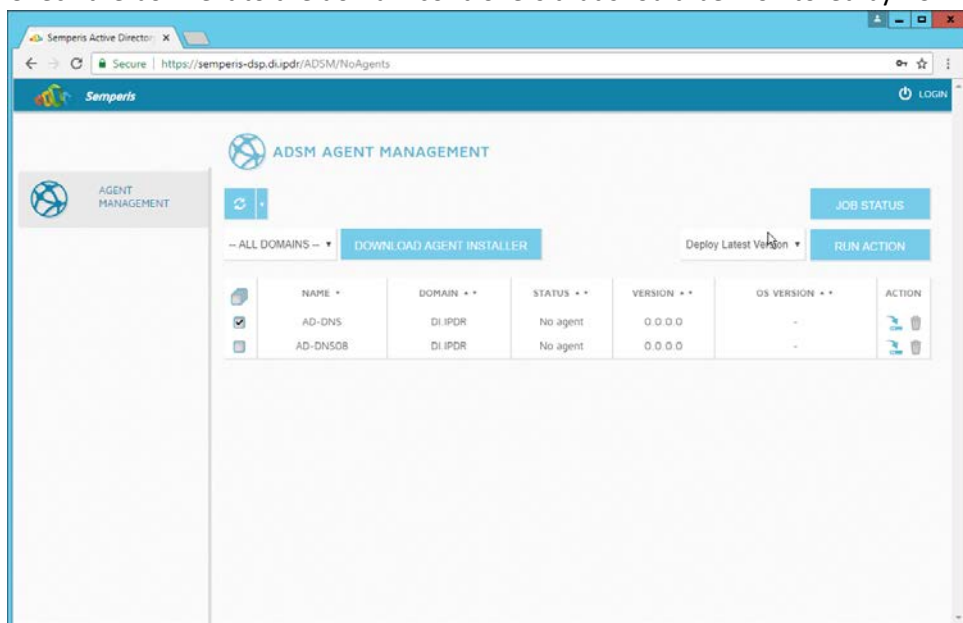 Semperis Active Director
Secure | https://semperis-dsp.di.ipdr/ADSM/NoAgents
Semperis
LOGIN
ADSM AGENT MANAGEMENT
AGENT
MANAGEMENT
JOB STATUS
-- ALL DOMAINS --
DOWNLOAD AGENT INSTALLER
Deploy Latest Version
RUN ACTION
NAME DOMAIN STATUS VERSION OS VERSION ACTION
AD-DNS DI.IPDR No agent 0.0.0.0 -
AD-DNS08 DI.IPDR No agent 0.0.0.0 -